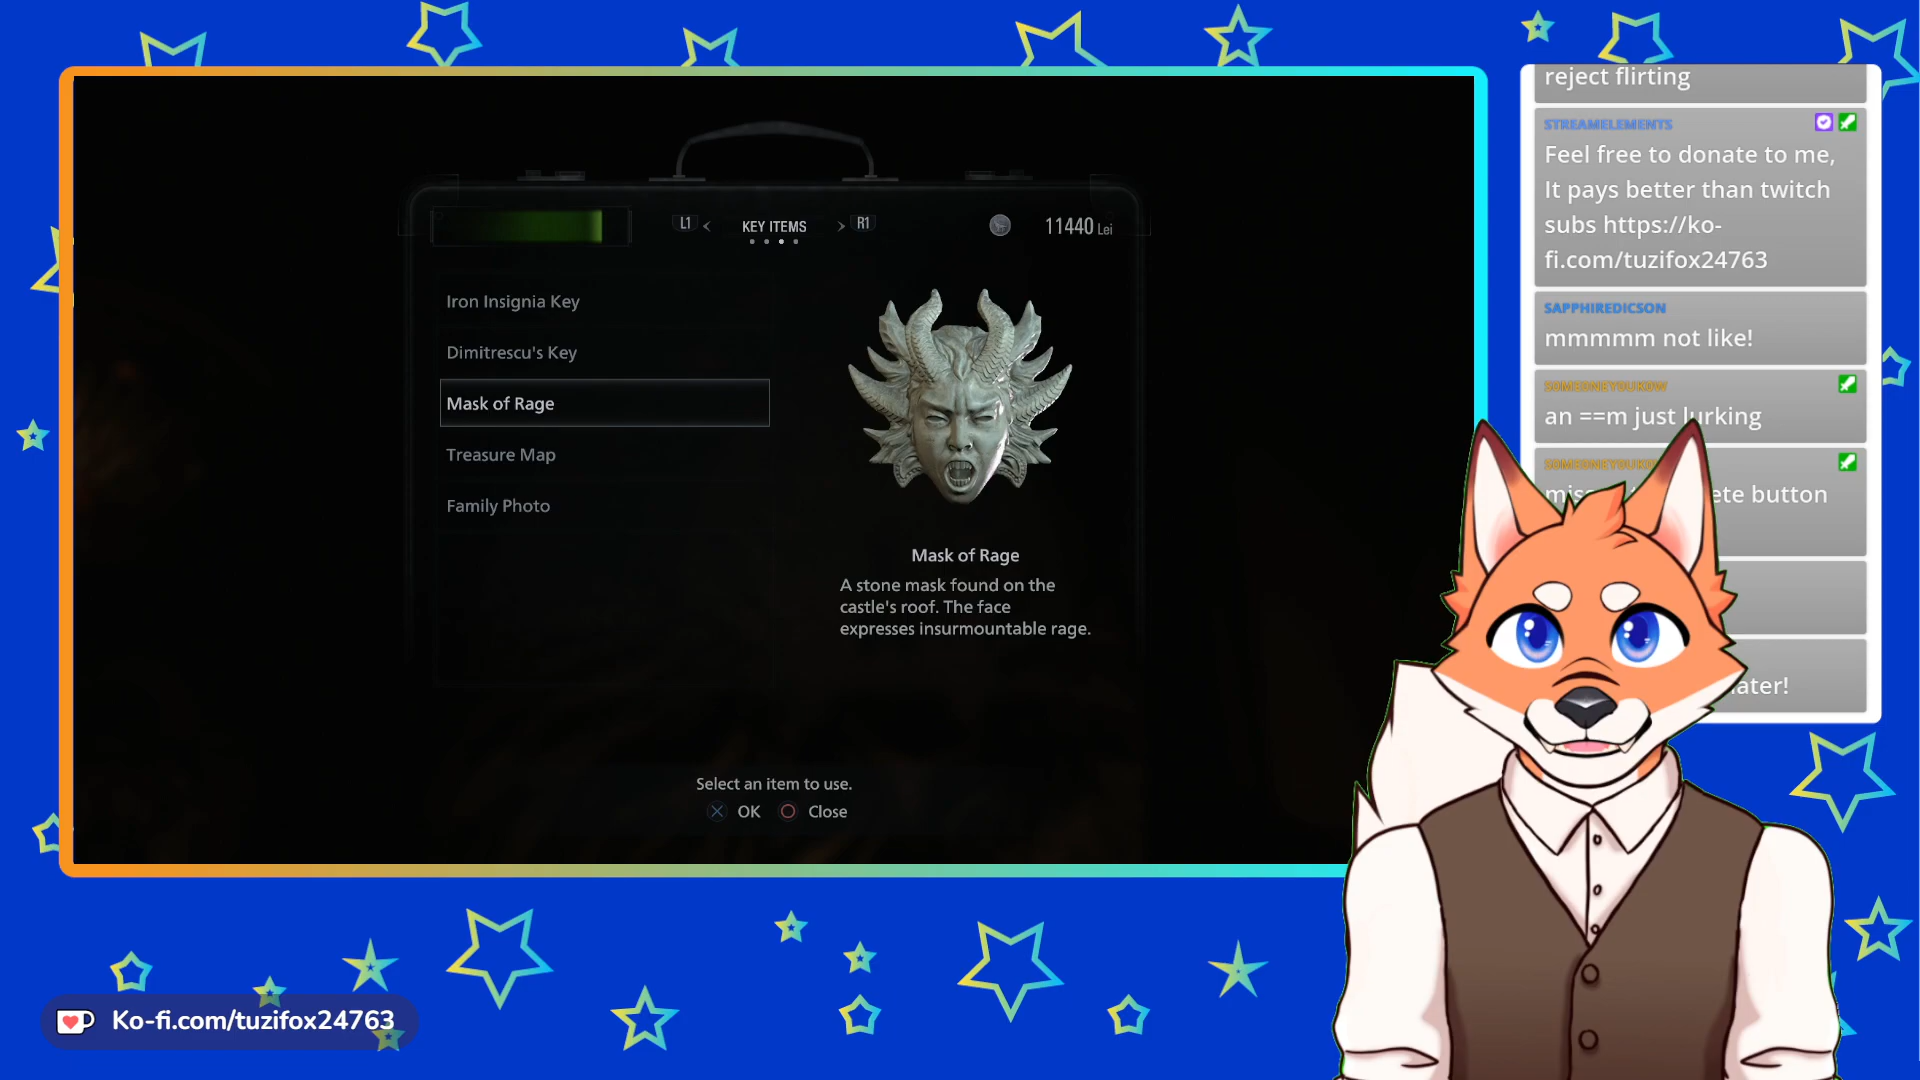 L1
KEY ITEMS
R1
11440 Lei
Iron Insignia Key
Dimitrescu's Key
Mask of Rage
Treasure Map
Family Photo
Mask of Rage
A stone mask found on the
castle's roof. The face
expresses insurmountable rage.
Select an item to use.
OK
Close
reject flirting
STREAMELEMENTS
Feel free to donate to me,
It pays better than twitch
subs https://ko-
fi.com/tuzifox24763
SAPPHIREDICSON
mmmmm not like!
SOMEONEYOUKOW
an ==m just lurking
button
Ko-fi.com/tuzifox24763